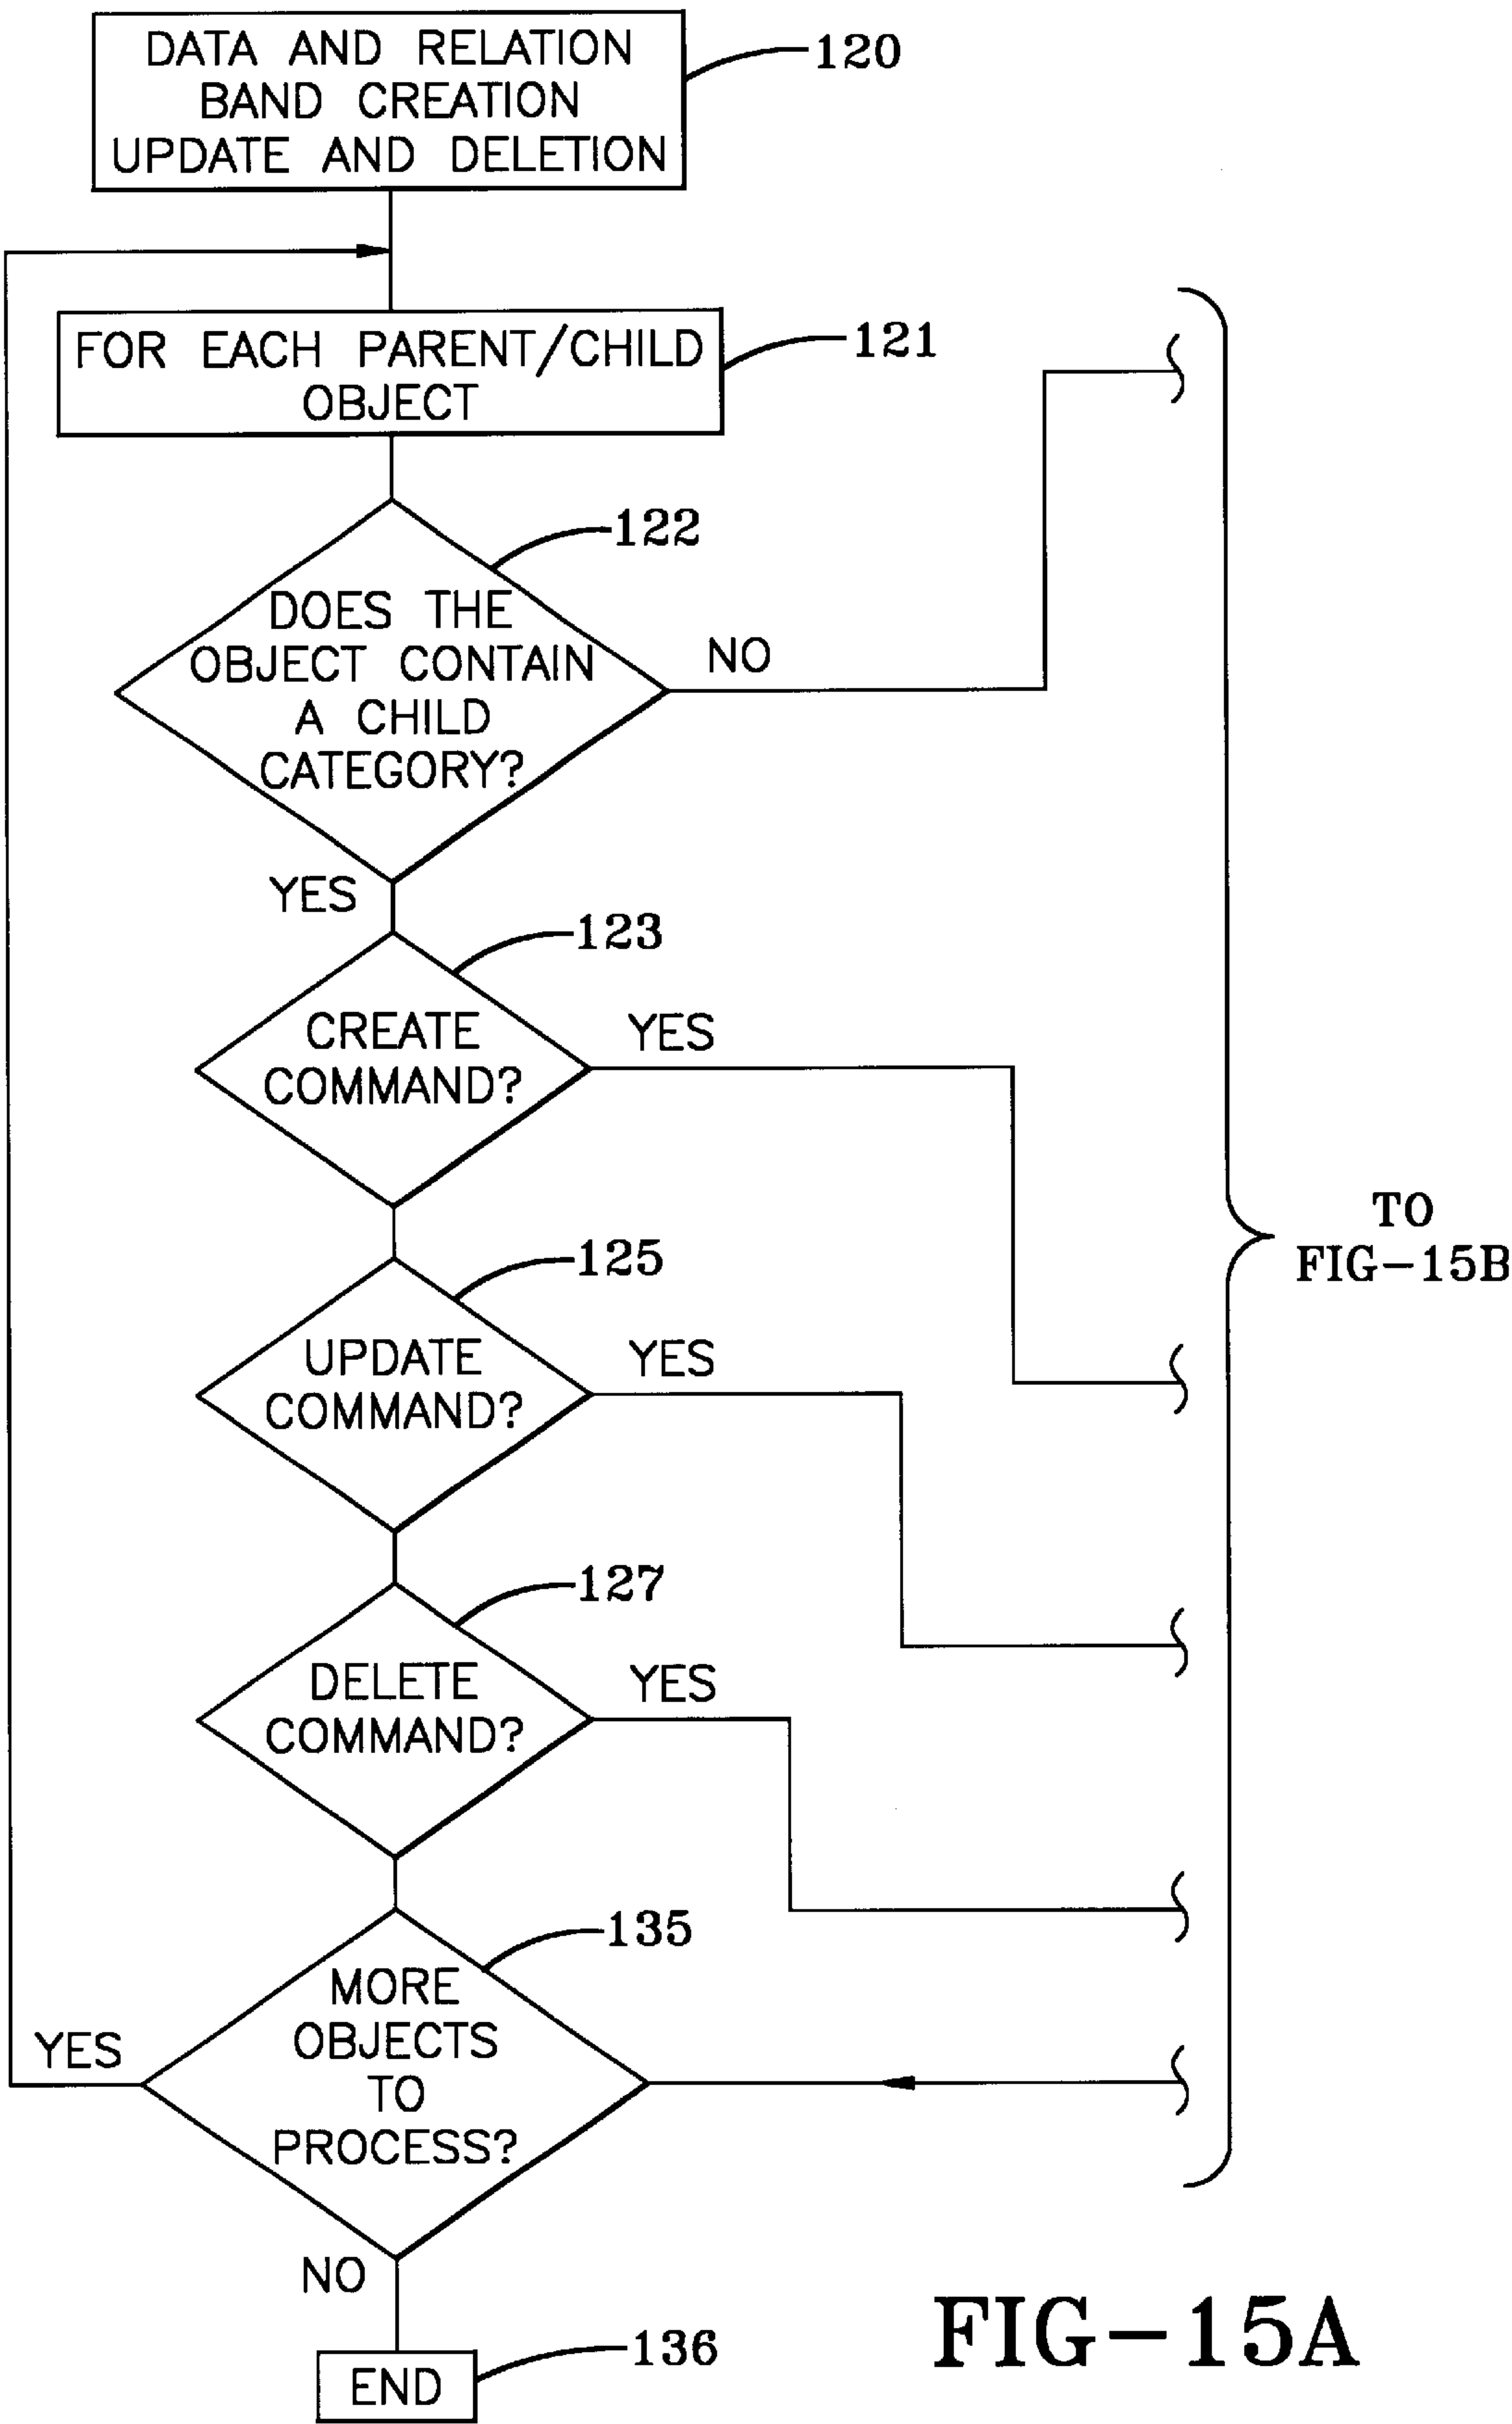 DATA AND RELATION
BAND CREATION
UPDATE AND DELETION
120
FOR EACH PARENT/CHILD
OBJECT
121
122
DOES THE
OBJECT CONTAIN
A CHILD
CATEGORY?
NO
YES
123
CREATE
COMMAND?
YES
TO
FIG-15B
125
UPDATE
COMMAND?
YES
127
DELETE
COMMAND?
YES
135
MORE
OBJECTS
TO
PROCESS?
YES
NO
136
END
FIG-15A